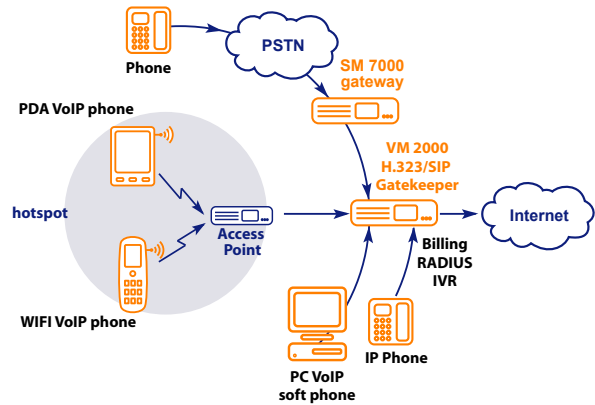 PSTN
Phone
SM 7000
gateway
PDA VoIP phone
VM 2000
H.323/SIP
Gatekeeper
hotspot
Access
Point
Internet
Billing
RADIUS
IVR
WIFI VoIP phone
IP Phone
PC VoIP
soft phone